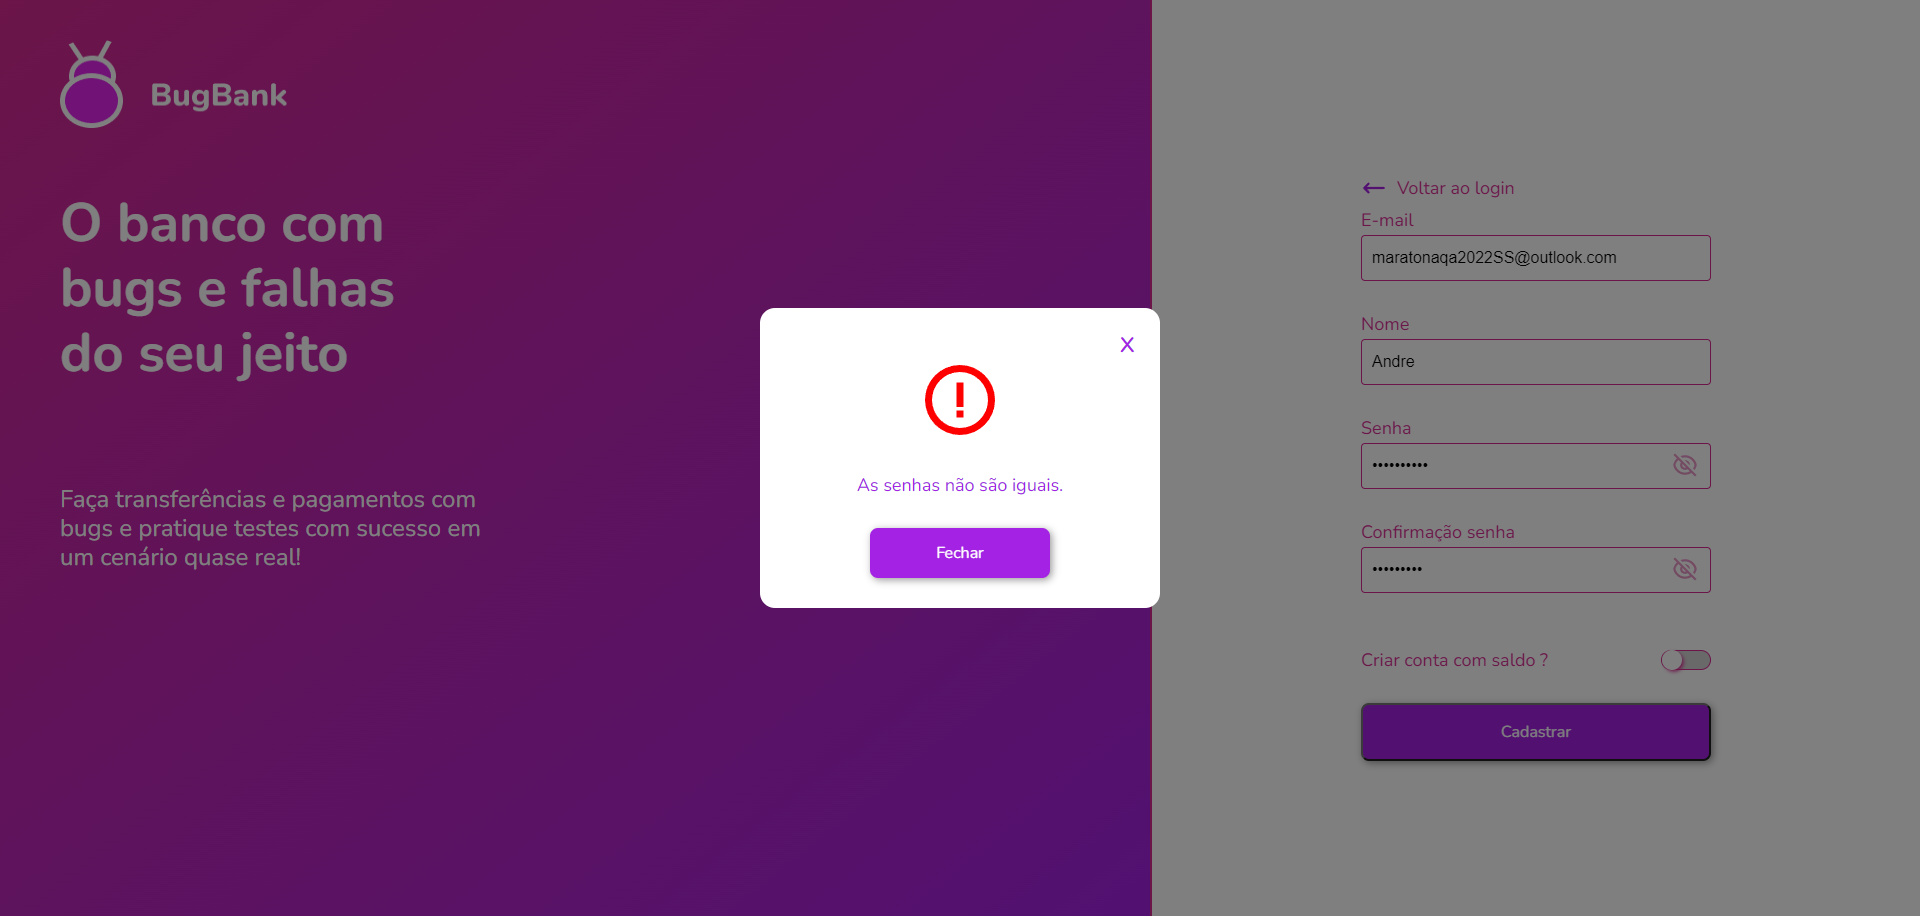 BugBank
O banco com
bugs e falhas
do seu jeito
Faça transferências e pagamentos com
bugs e pratique testes com sucesso em
um cenário quase real!
X
As senhas não são iguais.
Fechar
Voltar ao login
E-mail
maratonaqa2022SS@outlook.com
Nome
Andre
Senha
••••••••••
Confirmação senha
•••••••••
Criar conta com saldo ?
Cadastrar